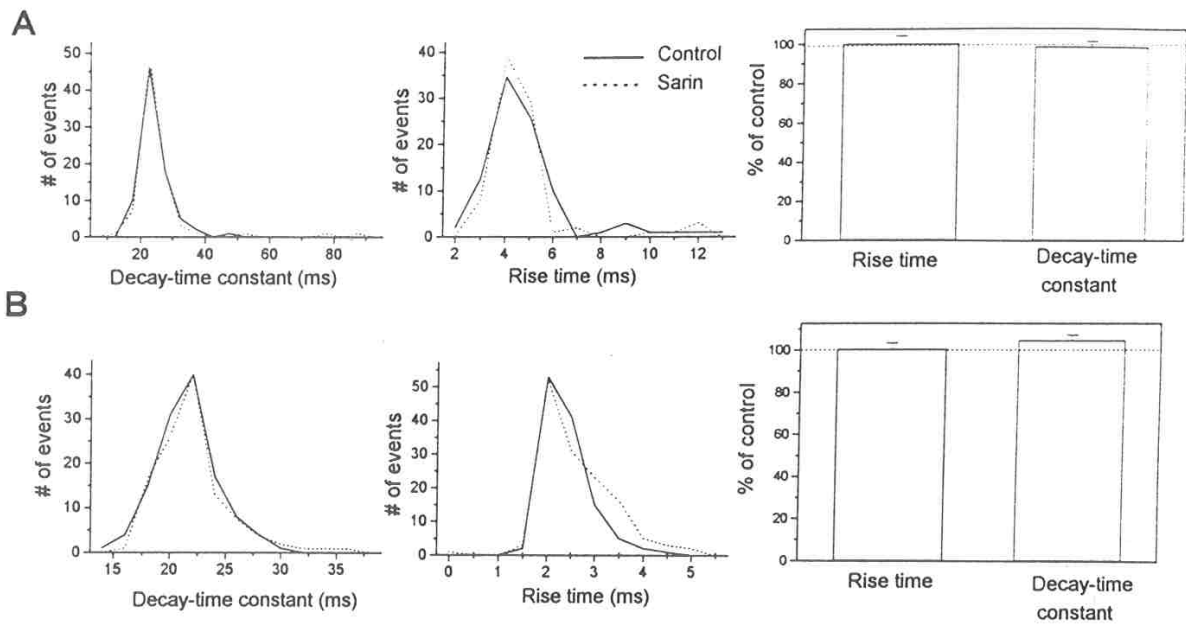 A
# of events
50
40
30
20
10
0
20 40 60 80
Decay-time constant (ms)
# of events
40
30
20
10
0
2 4 6 8 10 12
Rise time (ms)
Control
Sarin
% of control
100
80
60
40
20
0
Rise time
Decay-time constant
B
# of events
40
30
20
10
0
15 20 25 30 35
Decay-time constant (ms)
# of events
50
40
30
20
10
0
0 1 2 3 4 5
Rise time (ms)
% of control
100
80
60
40
20
0
Rise time
Decay-time
constant